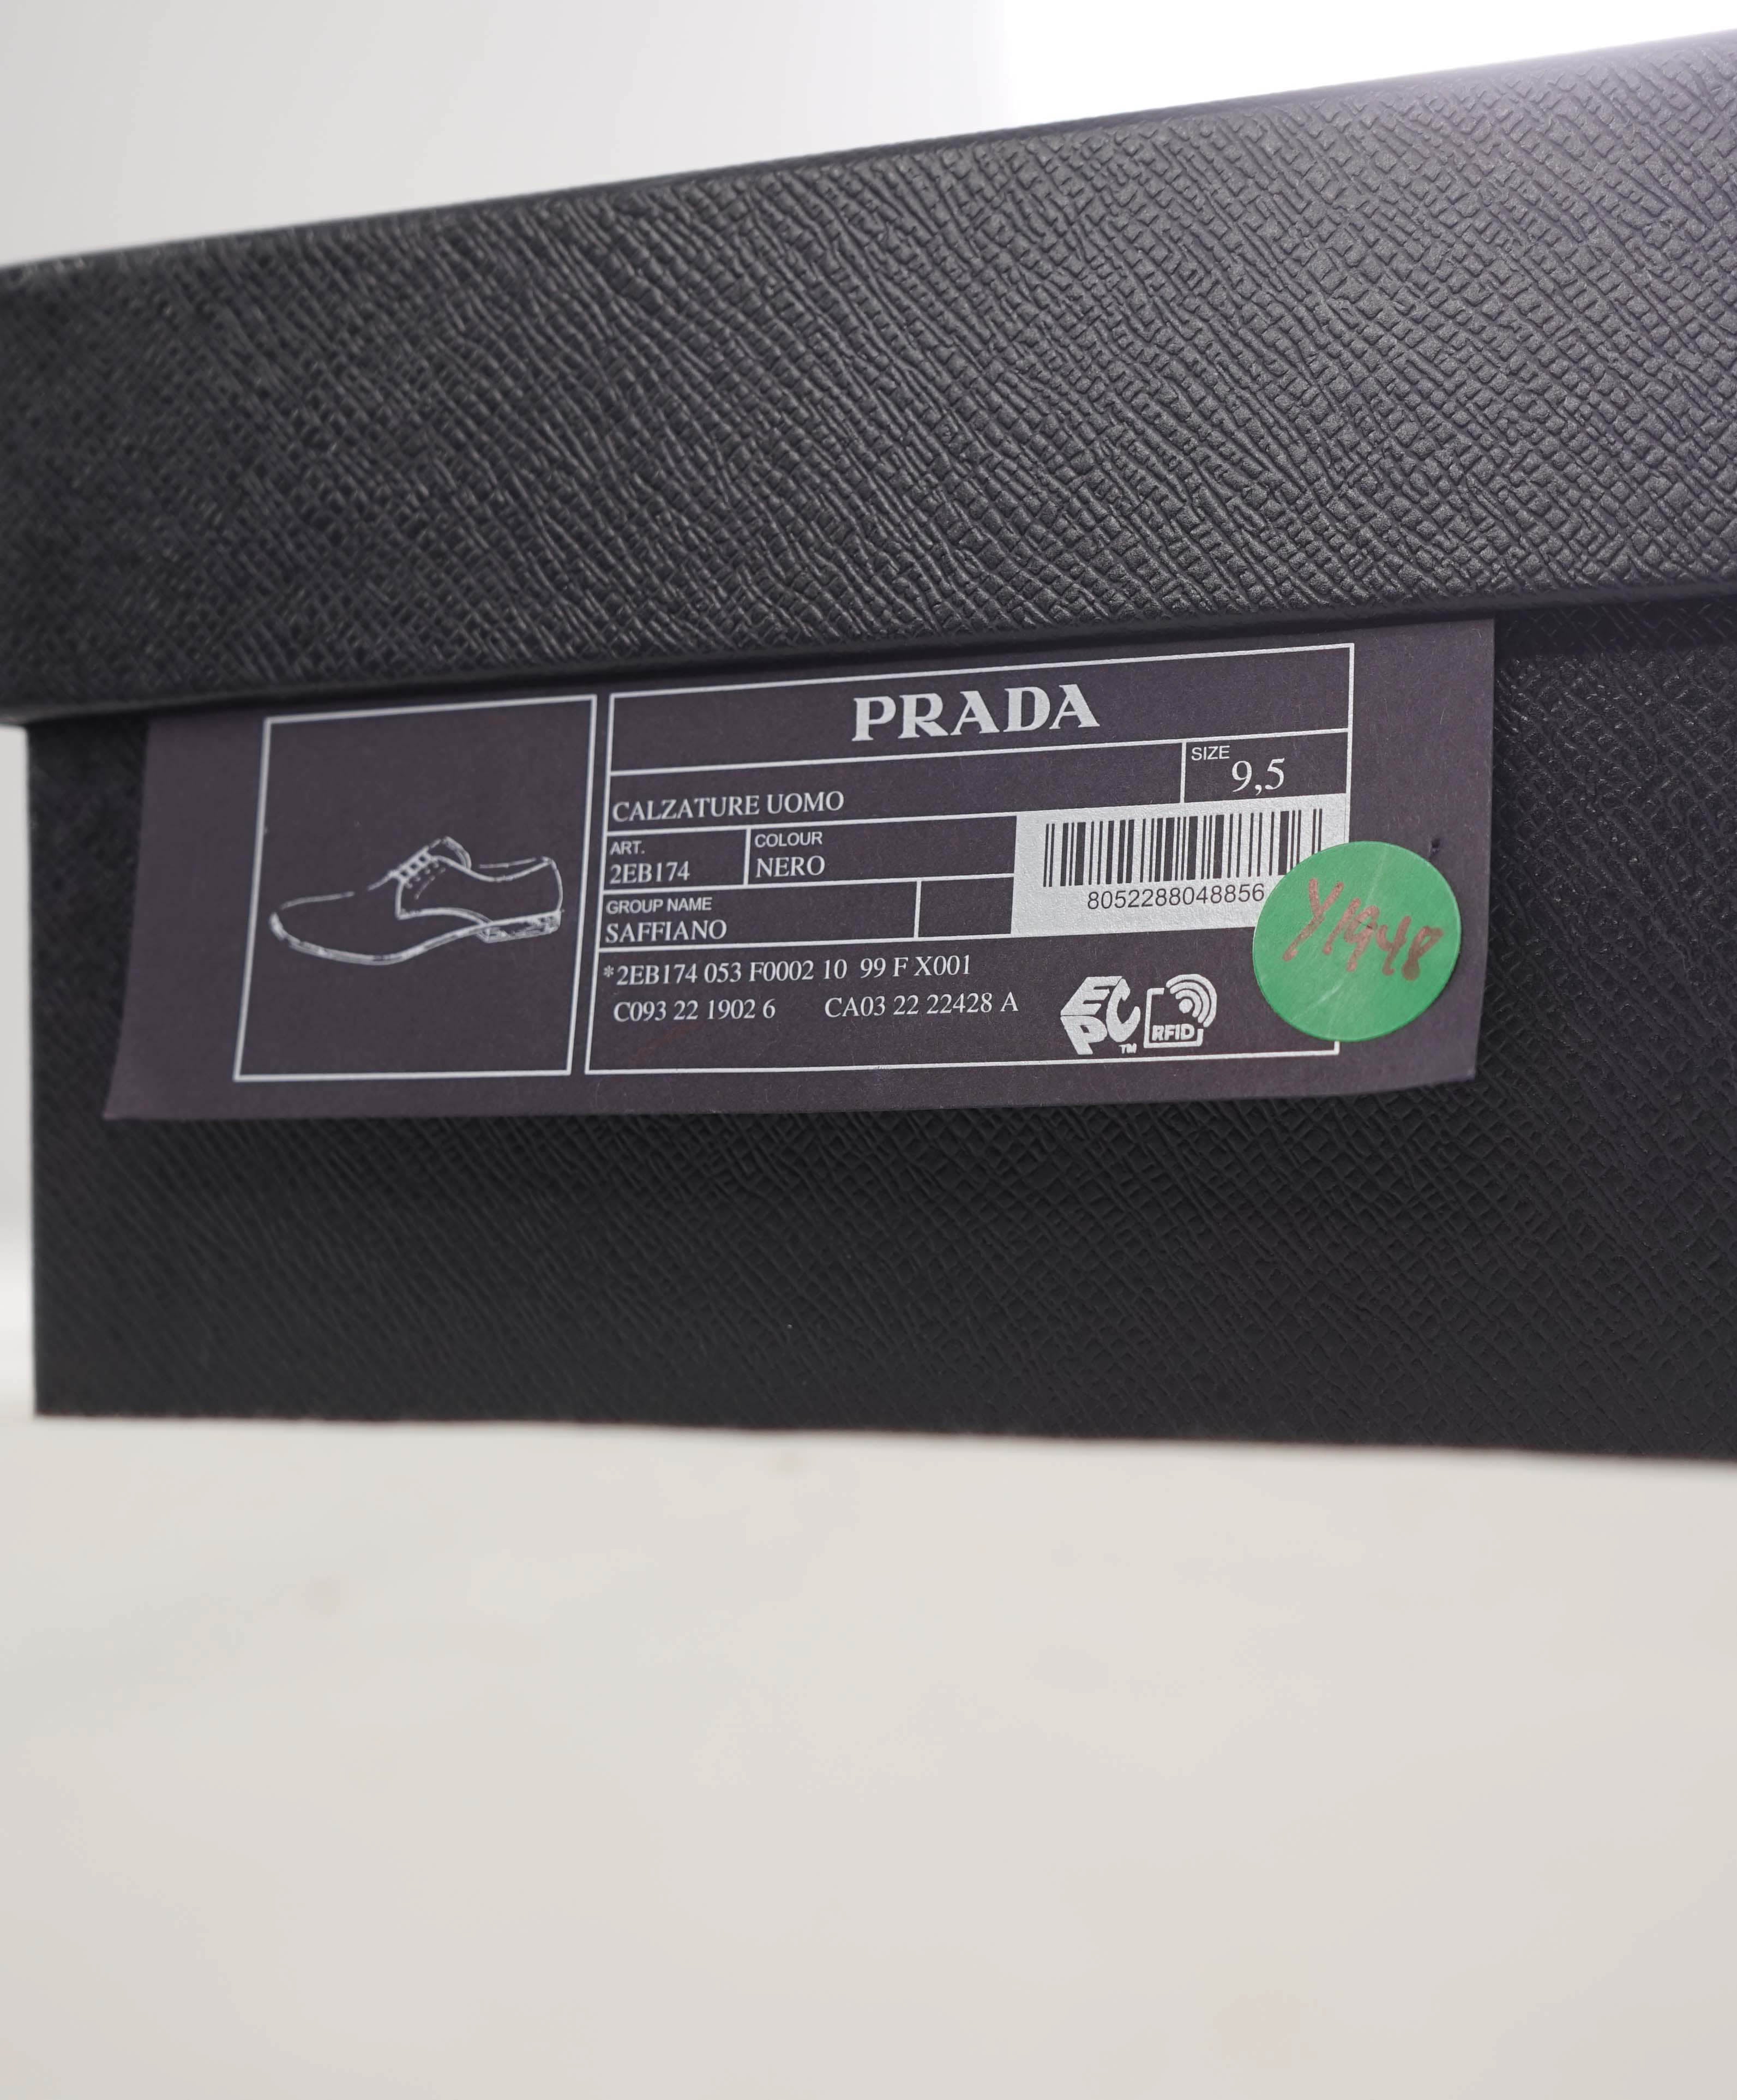 PRADA
SIZE
9,5
CALZATURE UOMO
ART.
2EB174
COLOUR
NERO
8052288048856
GROUP NAME
SAFFIANO
*2EB174 053 F0002 10 99 F X001
C093 22 1902 6 CA03 22 22428 A
EPC™
RFID
Y1948